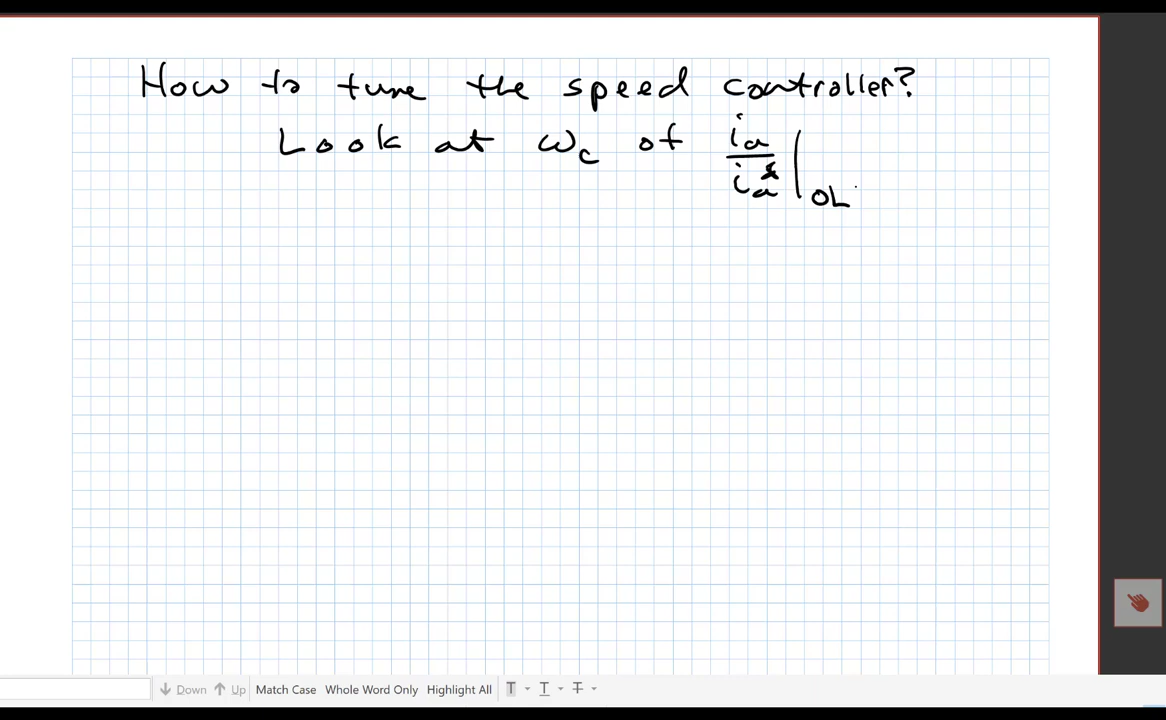 How to tune the speed controller?
Look at ωc of ia/ia* |OL
Down Up Match Case Whole Word Only Highlight All T T T